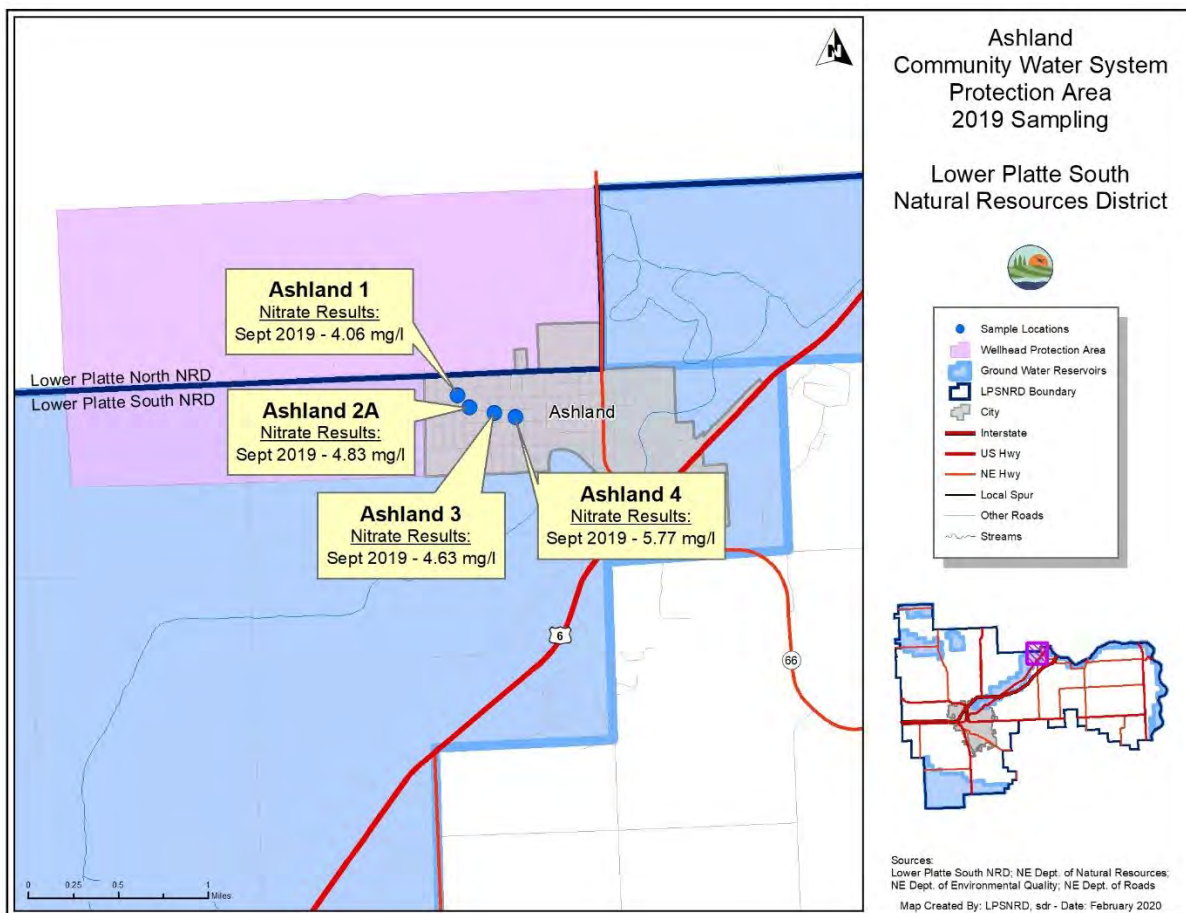 Ashland
Community Water System
Protection Area
2019 Sampling
Lower Platte South
Natural Resources District
N
Ashland 1
Nitrate Results:
Sept 2019 - 4.06 mg/l
Lower Platte North NRD
Lower Platte South NRD
Ashland 2A
Nitrate Results:
Sept 2019 - 4.83 mg/l
Ashland
Ashland 3
Nitrate Results:
Sept 2019 - 4.63 mg/l
Ashland 4
Nitrate Results:
Sept 2019 - 5.77 mg/l
6
66
0 0.25 0.5 1
Miles
Sample Locations
Wellhead Protection Area
Ground Water Reservoirs
LPSNRD Boundary
City
Interstate
US Hwy
NE Hwy
Local Spur
Other Roads
Streams
Sources:
Lower Platte South NRD; NE Dept. of Natural Resources;
NE Dept. of Environmental Quality; NE Dept. of Roads
Map Created By: LPSNRD, sdr - Date: February 2020